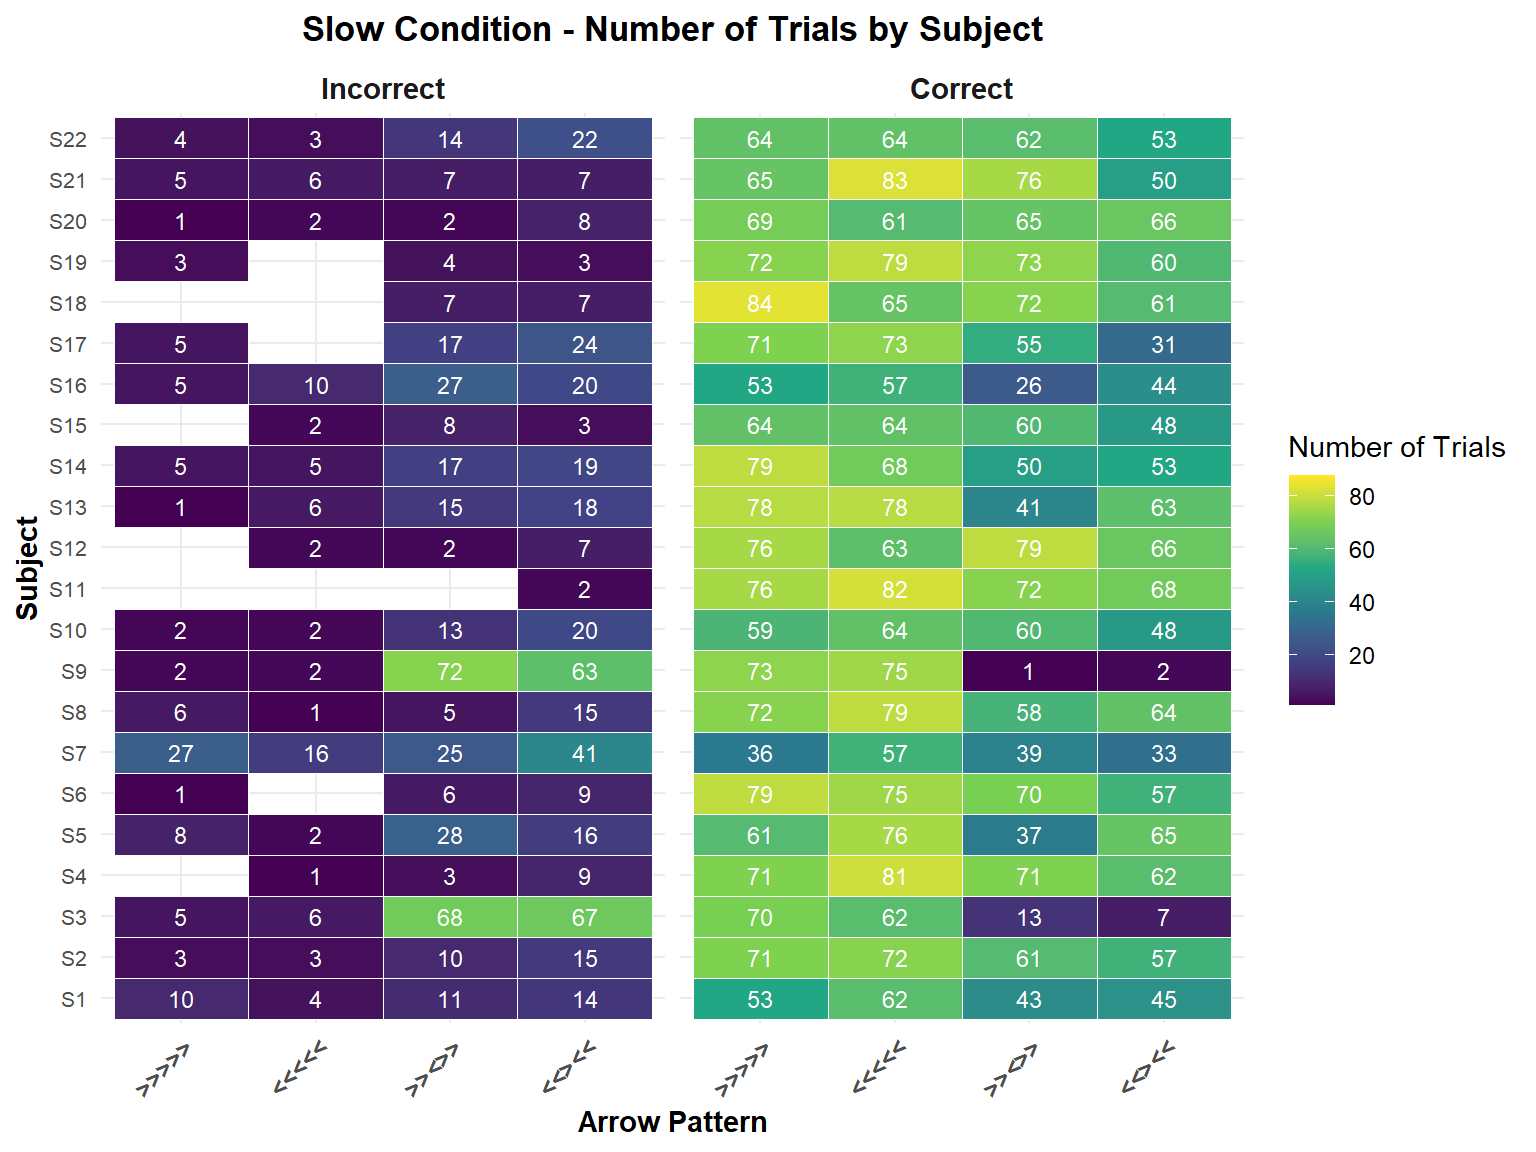 Slow Condition - Number of Trials by Subject
Incorrect Correct
S22 4 3 14 22 64 64 62 53
S21 5 6 7 7 65 83 76 50
S20 1 2 2 8 69 61 65 66
S19 3 4 3 72 79 73 60
S18 7 7 84 65 72 61
S17 5 17 24 71 73 55 31
S16 5 10 27 20 53 57 26 44
S15 2 8 3 64 64 60 48
S14 5 5 17 19 79 68 50 53
S13 1 6 15 18 78 78 41 63
S12 2 2 7 76 63 79 66
S11 2 76 82 72 68
S10 2 2 13 20 59 64 60 48
S9 2 2 72 63 73 75 1 2
S8 6 1 5 15 72 79 58 64
S7 27 16 25 41 36 57 39 33
S6 1 6 9 79 75 70 57
S5 8 2 28 16 61 76 37 65
S4 1 3 9 71 81 71 62
S3 5 6 68 67 70 62 13 7
S2 3 3 10 15 71 72 61 57
S1 10 4 11 14 53 62 43 45
>>>>> <<<<< >><>> <<><< >>>>> <<<<< >><>> <<><<
Arrow Pattern
Subject
Number of Trials
80
60
40
20